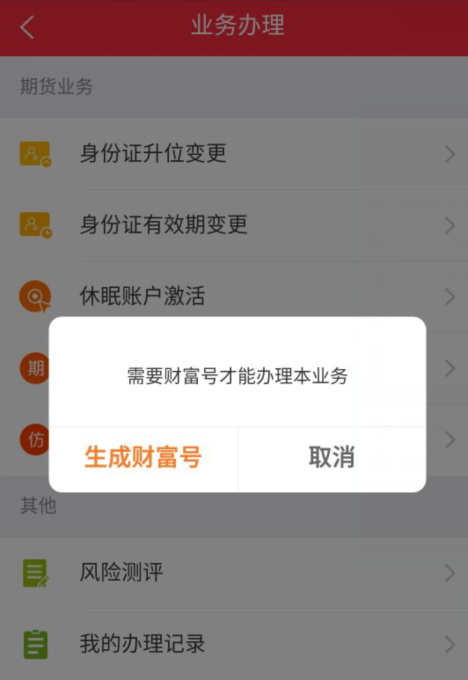 业务办理
期货业务
身份证升位变更
身份证有效期变更
休眠账户激活
期
需要财富号才能办理本业务
仿
生成财富号
取消
其他
风险测评
我的办理记录